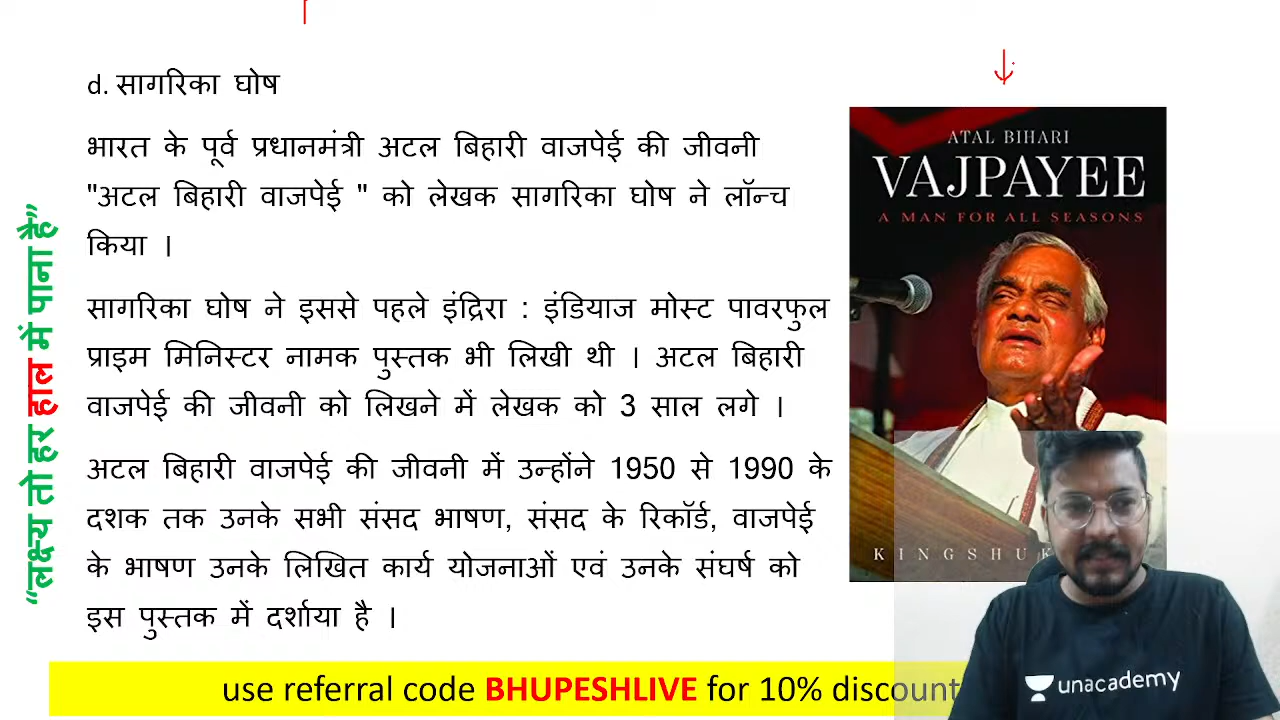 d. सागरिका घोष
भारत के पूर्व प्रधानमंत्री अटल बिहारी वाजपेई की जीवनी
"अटल बिहारी वाजपेई " को लेखक सागरिका घोष ने लॉन्च
किया ।
सागरिका घोष ने इससे पहले इंद्रिरा : इंडियाज मोस्ट पावरफुल
प्राइम मिनिस्टर नामक पुस्तक भी लिखी थी । अटल बिहारी
वाजपेई की जीवनी को लिखने में लेखक को 3 साल लगे ।
अटल बिहारी वाजपेई की जीवनी में उन्होंने 1950 से 1990 के
दशक तक उनके सभी संसद भाषण, संसद के रिकॉर्ड, वाजपेई
के भाषण उनके लिखित कार्य योजनाओं एवं उनके संघर्ष को
इस पुस्तक में दर्शाया है ।
"लक्ष्य तो हर हाल में पाना है"
ATAL BIHARI
VAJPAYEE
A MAN FOR ALL SEASONS
KINGSHUK
unacademy
use referral code BHUPESHLIVE for 10% discount